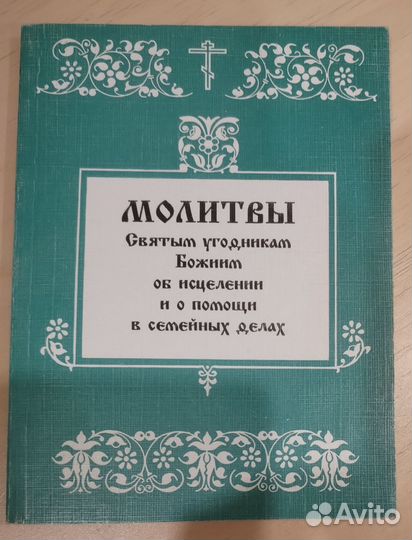 МОЛИТВЫ
Святым угодникам
Божиим
об исцелении
и о помощи
в семейных делах
Avito